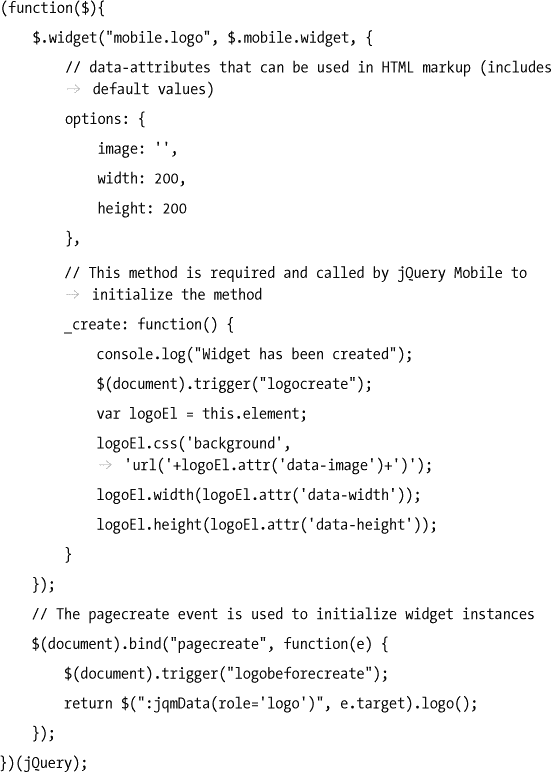 (function($){
$.widget("mobile.logo", $.mobile.widget, {
// data-attributes that can be used in HTML markup (includes
→ default values)
options: {
image: '',
width: 200,
height: 200
},
// This method is required and called by jQuery Mobile to
→ initialize the method
_create: function() {
console.log("Widget has been created");
$(document).trigger("logocreate");
var logoEl = this.element;
logoEl.css('background',
→ 'url('+logoEl.attr('data-image')+')');
logoEl.width(logoEl.attr('data-width'));
logoEl.height(logoEl.attr('data-height'));
}
});
// The pagecreate event is used to initialize widget instances
$(document).bind("pagecreate", function(e) {
$(document).trigger("logobeforecreate");
return $(":jqmData(role='logo')", e.target).logo();
});
})(jQuery);